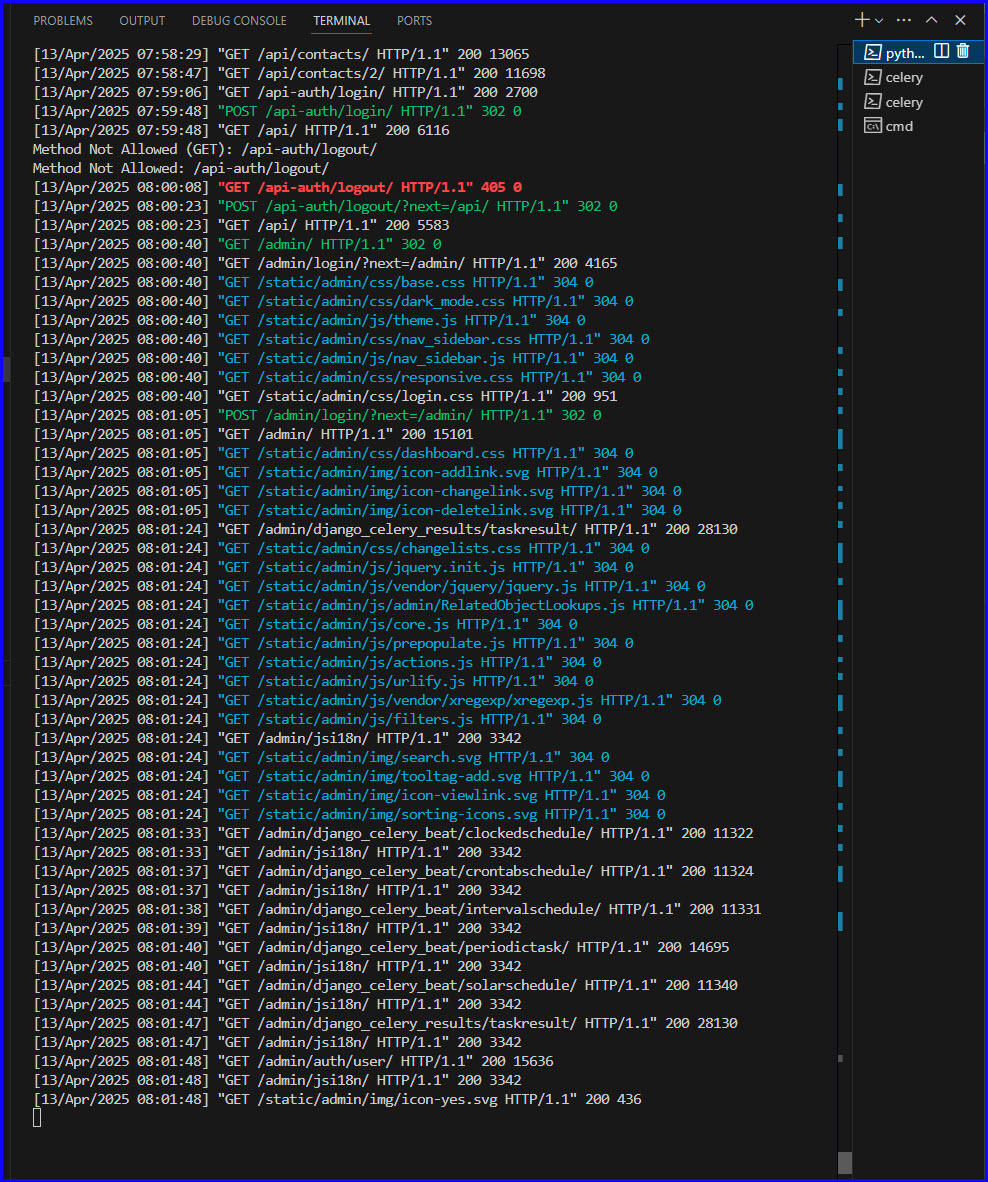 PROBLEMS OUTPUT DEBUG CONSOLE TERMINAL PORTS
[13/Apr/2025 07:58:29] "GET /api/contacts/ HTTP/1.1" 200 13065
[13/Apr/2025 07:58:47] "GET /api/contacts/2/ HTTP/1.1" 200 11698
[13/Apr/2025 07:59:06] "GET /api-auth/login/ HTTP/1.1" 200 2700
[13/Apr/2025 07:59:48] "POST /api-auth/login/ HTTP/1.1" 302 0
[13/Apr/2025 07:59:48] "GET /api/ HTTP/1.1" 200 6116
Method Not Allowed (GET): /api-auth/logout/
Method Not Allowed: /api-auth/logout/
[13/Apr/2025 08:00:08] "GET /api-auth/logout/ HTTP/1.1" 405 0
[13/Apr/2025 08:00:23] "POST /api-auth/logout/?next=/api/ HTTP/1.1" 302 0
[13/Apr/2025 08:00:23] "GET /api/ HTTP/1.1" 200 5583
[13/Apr/2025 08:00:40] "GET /admin/ HTTP/1.1" 302 0
[13/Apr/2025 08:00:40] "GET /admin/login/?next=/admin/ HTTP/1.1" 200 4165
[13/Apr/2025 08:00:40] "GET /static/admin/css/base.css HTTP/1.1" 304 0
[13/Apr/2025 08:00:40] "GET /static/admin/css/dark_mode.css HTTP/1.1" 304 0
[13/Apr/2025 08:00:40] "GET /static/admin/js/theme.js HTTP/1.1" 304 0
[13/Apr/2025 08:00:40] "GET /static/admin/css/nav_sidebar.css HTTP/1.1" 304 0
[13/Apr/2025 08:00:40] "GET /static/admin/js/nav_sidebar.js HTTP/1.1" 304 0
[13/Apr/2025 08:00:40] "GET /static/admin/css/responsive.css HTTP/1.1" 304 0
[13/Apr/2025 08:00:40] "GET /static/admin/css/login.css HTTP/1.1" 200 951
[13/Apr/2025 08:01:05] "POST /admin/login/?next=/admin/ HTTP/1.1" 302 0
[13/Apr/2025 08:01:05] "GET /admin/ HTTP/1.1" 200 15101
[13/Apr/2025 08:01:05] "GET /static/admin/css/dashboard.css HTTP/1.1" 304 0
[13/Apr/2025 08:01:05] "GET /static/admin/img/icon-addlink.svg HTTP/1.1" 304 0
[13/Apr/2025 08:01:05] "GET /static/admin/img/icon-changelink.svg HTTP/1.1" 304 0
[13/Apr/2025 08:01:05] "GET /static/admin/img/icon-deletelink.svg HTTP/1.1" 304 0
[13/Apr/2025 08:01:24] "GET /admin/django_celery_results/taskresult/ HTTP/1.1" 200 28130
[13/Apr/2025 08:01:24] "GET /static/admin/css/changelists.css HTTP/1.1" 304 0
[13/Apr/2025 08:01:24] "GET /static/admin/js/jquery.init.js HTTP/1.1" 304 0
[13/Apr/2025 08:01:24] "GET /static/admin/js/vendor/jquery/jquery.js HTTP/1.1" 304 0
[13/Apr/2025 08:01:24] "GET /static/admin/js/admin/RelatedObjectLookups.js HTTP/1.1" 304 0
[13/Apr/2025 08:01:24] "GET /static/admin/js/core.js HTTP/1.1" 304 0
[13/Apr/2025 08:01:24] "GET /static/admin/js/prepopulate.js HTTP/1.1" 304 0
[13/Apr/2025 08:01:24] "GET /static/admin/js/actions.js HTTP/1.1" 304 0
[13/Apr/2025 08:01:24] "GET /static/admin/js/urlify.js HTTP/1.1" 304 0
[13/Apr/2025 08:01:24] "GET /static/admin/js/vendor/xregexp/xregexp.js HTTP/1.1" 304 0
[13/Apr/2025 08:01:24] "GET /static/admin/js/filters.js HTTP/1.1" 304 0
[13/Apr/2025 08:01:24] "GET /admin/jsi18n/ HTTP/1.1" 200 3342
[13/Apr/2025 08:01:24] "GET /static/admin/img/search.svg HTTP/1.1" 304 0
[13/Apr/2025 08:01:24] "GET /static/admin/img/tooltag-add.svg HTTP/1.1" 304 0
[13/Apr/2025 08:01:24] "GET /static/admin/img/icon-viewlink.svg HTTP/1.1" 304 0
[13/Apr/2025 08:01:24] "GET /static/admin/img/sorting-icons.svg HTTP/1.1" 304 0
[13/Apr/2025 08:01:33] "GET /admin/django_celery_beat/clockedschedule/ HTTP/1.1" 200 11322
[13/Apr/2025 08:01:33] "GET /admin/jsi18n/ HTTP/1.1" 200 3342
[13/Apr/2025 08:01:37] "GET /admin/django_celery_beat/crontabschedule/ HTTP/1.1" 200 11324
[13/Apr/2025 08:01:37] "GET /admin/jsi18n/ HTTP/1.1" 200 3342
[13/Apr/2025 08:01:38] "GET /admin/django_celery_beat/intervalschedule/ HTTP/1.1" 200 11331
[13/Apr/2025 08:01:39] "GET /admin/jsi18n/ HTTP/1.1" 200 3342
[13/Apr/2025 08:01:40] "GET /admin/django_celery_beat/periodictask/ HTTP/1.1" 200 14695
[13/Apr/2025 08:01:40] "GET /admin/jsi18n/ HTTP/1.1" 200 3342
[13/Apr/2025 08:01:44] "GET /admin/django_celery_beat/solarschedule/ HTTP/1.1" 200 11340
[13/Apr/2025 08:01:44] "GET /admin/jsi18n/ HTTP/1.1" 200 3342
[13/Apr/2025 08:01:47] "GET /admin/django_celery_results/taskresult/ HTTP/1.1" 200 28130
[13/Apr/2025 08:01:47] "GET /admin/jsi18n/ HTTP/1.1" 200 3342
[13/Apr/2025 08:01:48] "GET /admin/auth/user/ HTTP/1.1" 200 15636
[13/Apr/2025 08:01:48] "GET /admin/jsi18n/ HTTP/1.1" 200 3342
[13/Apr/2025 08:01:48] "GET /static/admin/img/icon-yes.svg HTTP/1.1" 200 436
pyth...
celery
celery
cmd